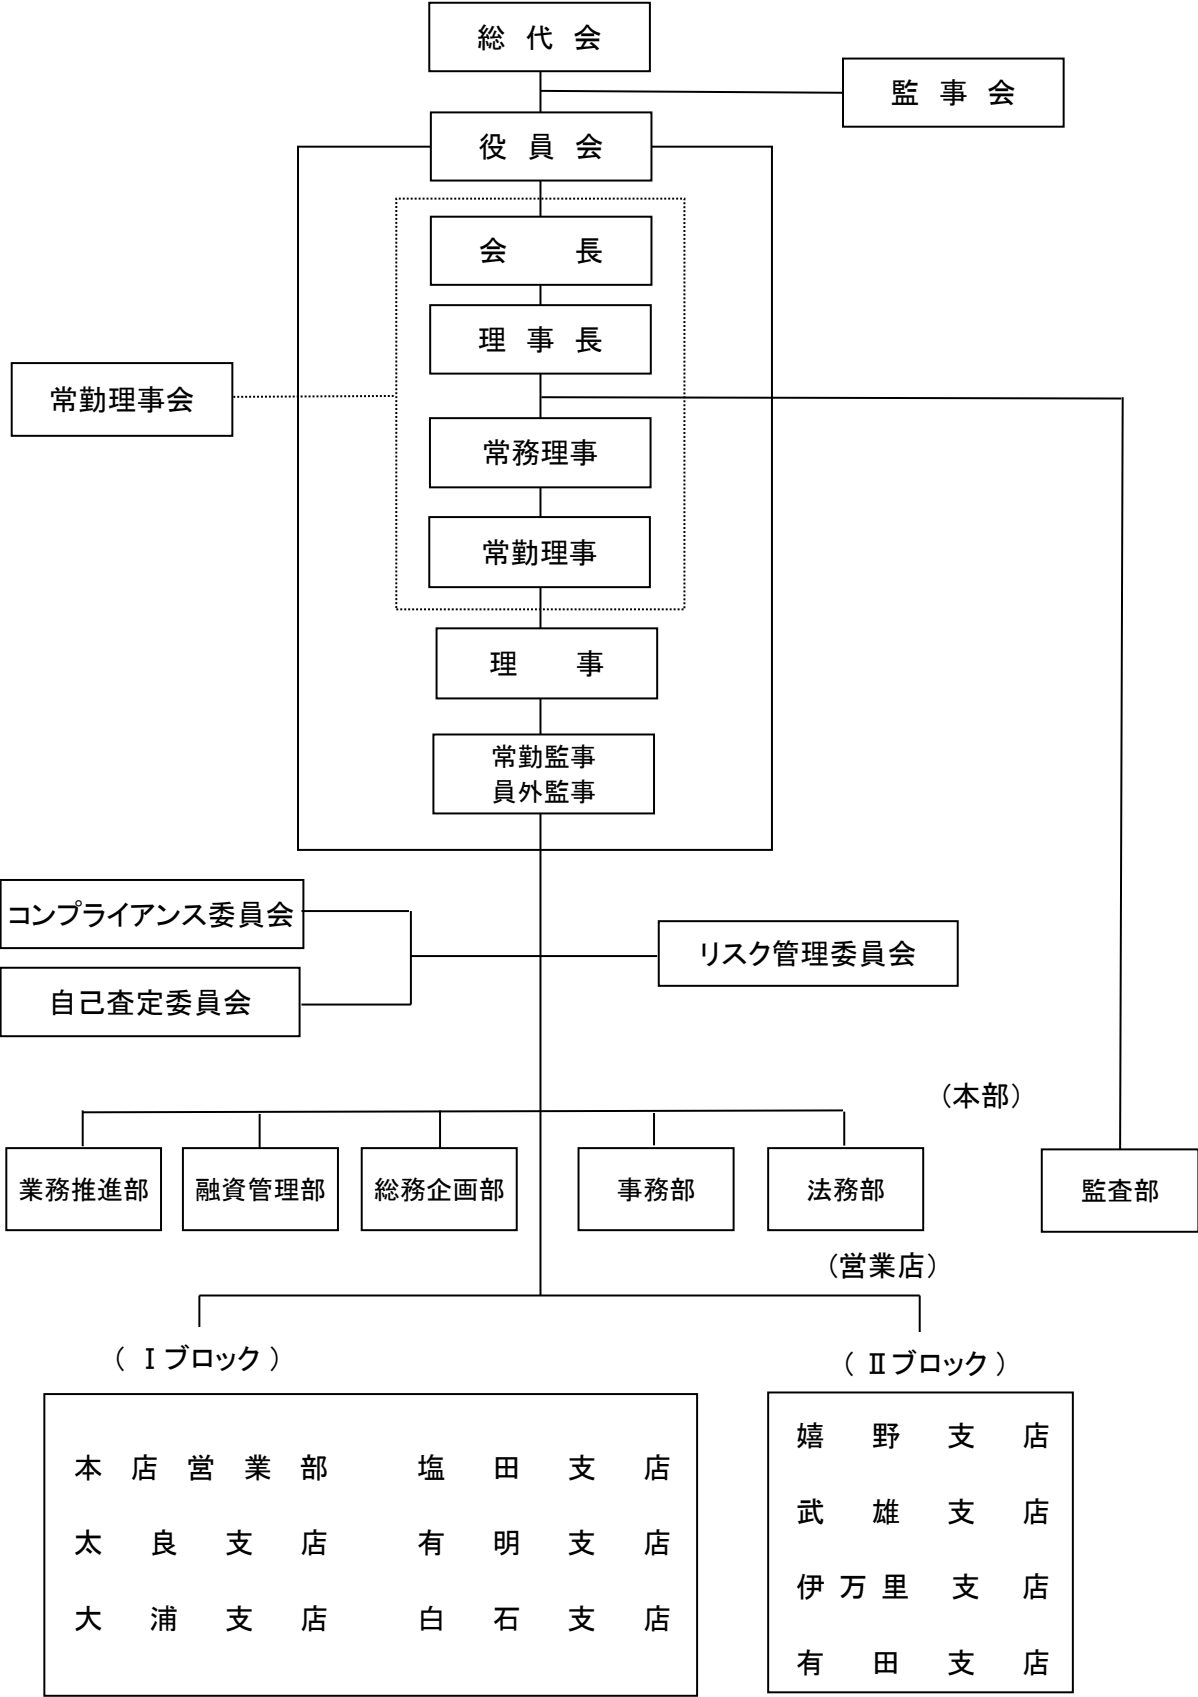 総代会
監事会
役員会
会長
理事長
常勤理事会
常務理事
常勤理事
理事
常勤監事
員外監事
コンプライアンス委員会
リスク管理委員会
自己査定委員会
（本部）
業務推進部
融資管理部
総務企画部
事務部
法務部
監査部
（営業店）
（ Ⅰブロック ）
（ Ⅱブロック ）
本店営業部 塩田支店
太良支店 有明支店
大浦支店 白石支店
嬉野支店
武雄支店
伊万里支店
有田支店